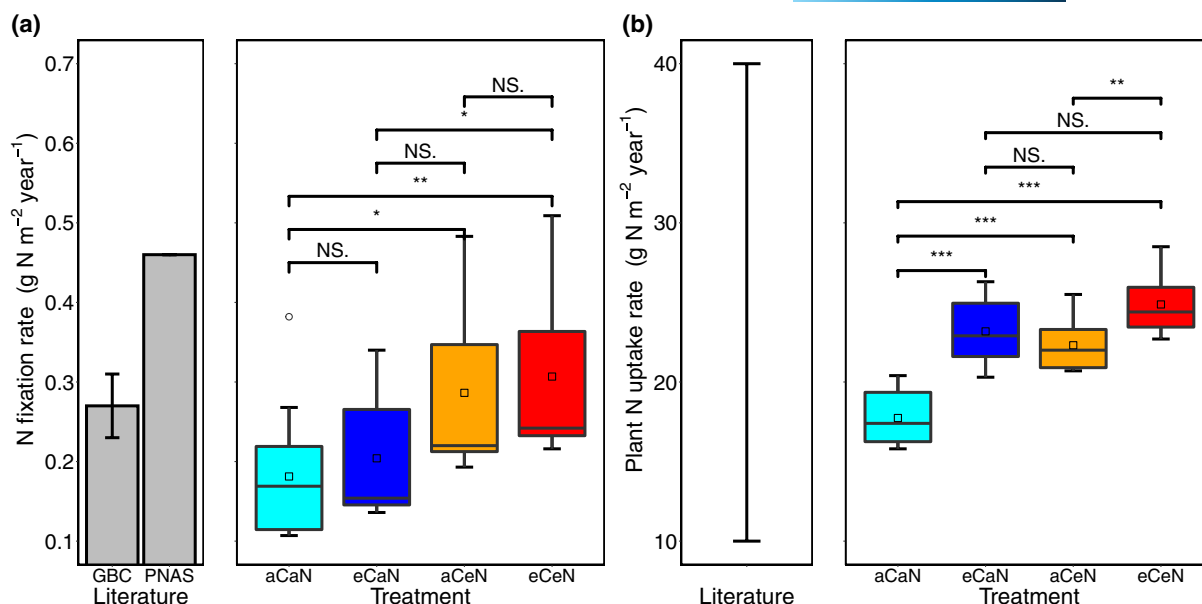 (a)
N fixation rate (g N m⁻² year⁻¹)
0.7
0.6
0.5
0.4
0.3
0.2
0.1
GBC PNAS
Literature
NS.
*
NS.
**
*
NS.
aCaN eCaN aCeN eCeN
Treatment
(b)
Plant N uptake rate (g N m⁻² year⁻¹)
40
30
20
10
Literature
**
NS.
NS.
***
***
***
aCaN eCaN aCeN eCeN
Treatment